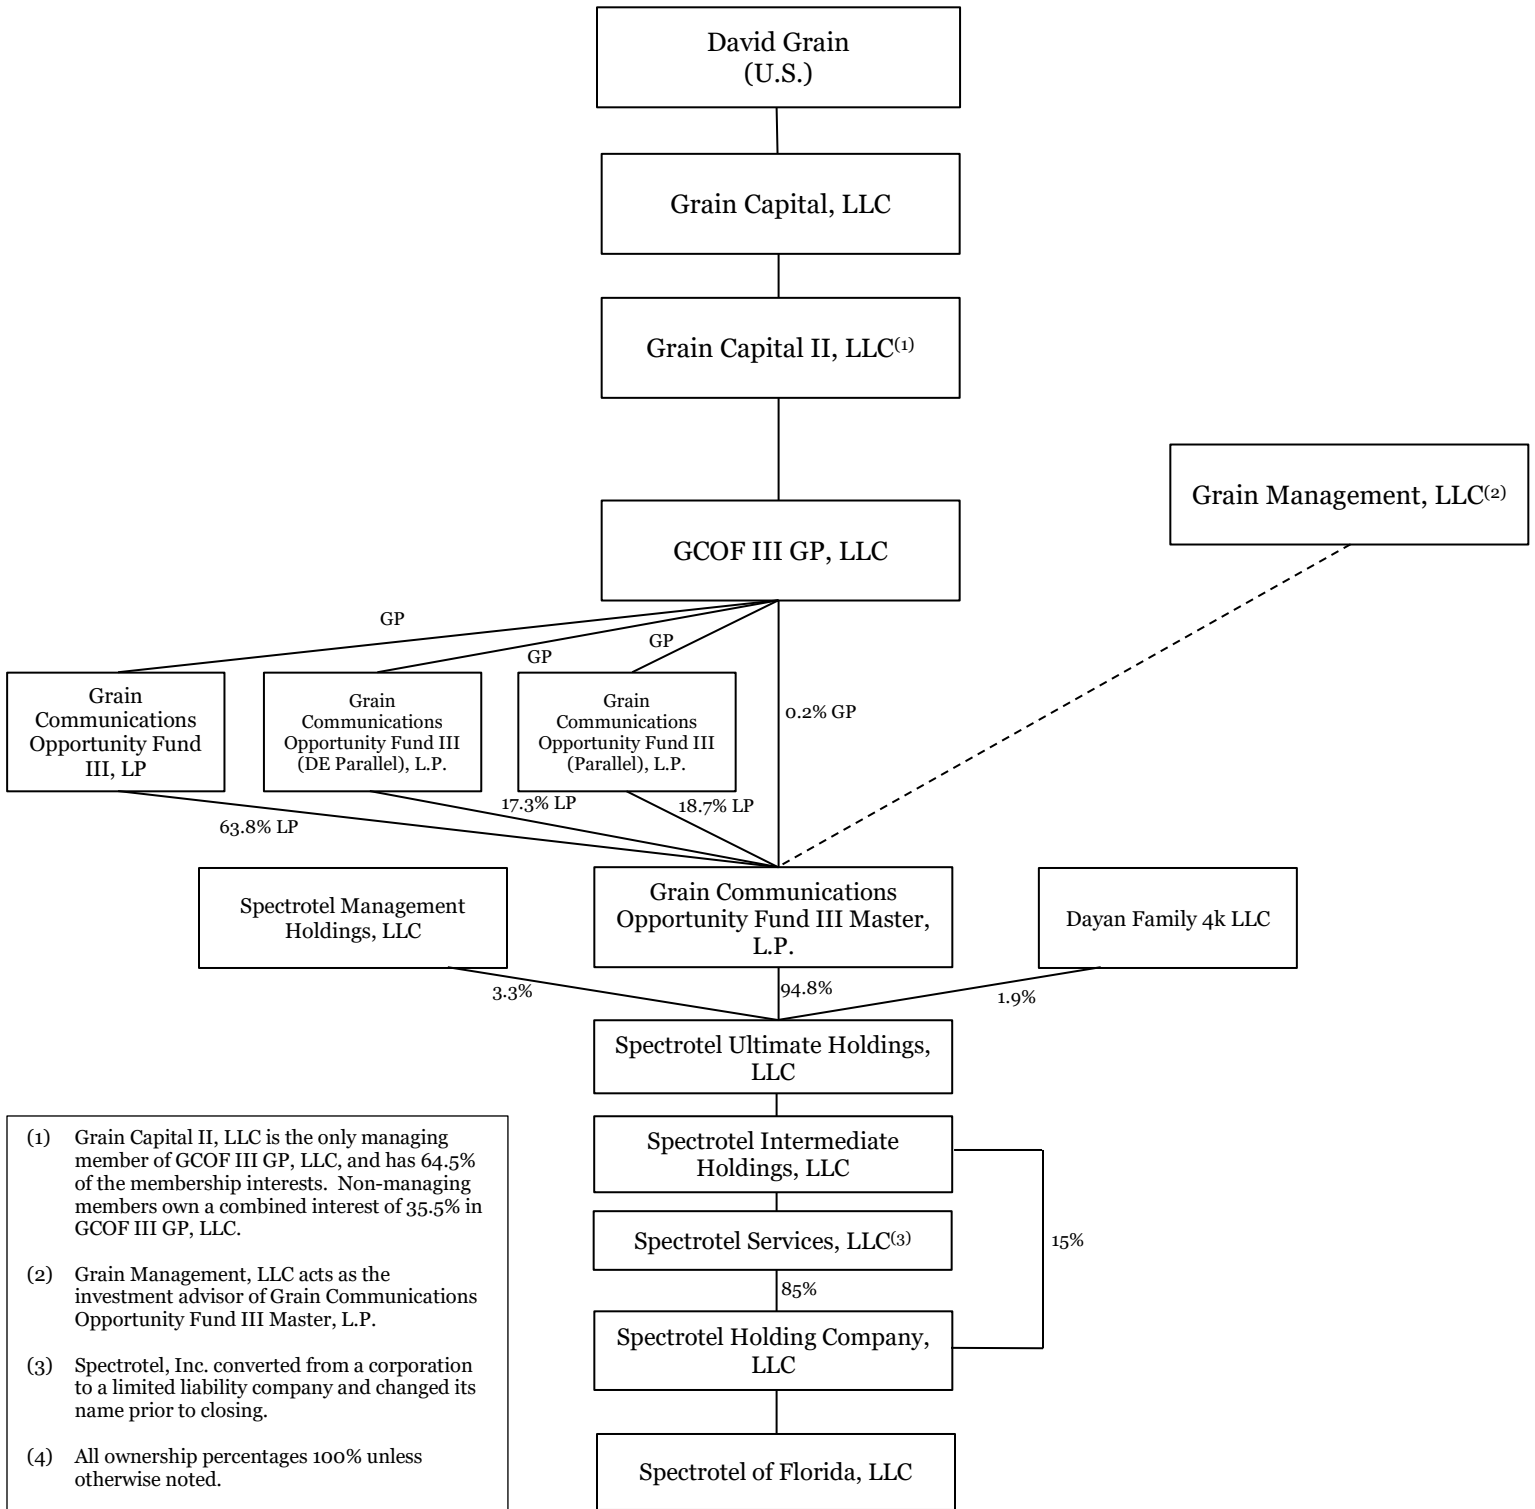 David Grain
(U.S.)
Grain Capital, LLC
Grain Capital II, LLC(1)
Grain Management, LLC(2)
GCOF III GP, LLC
GP
GP
GP
0.2% GP
Grain
Communications
Opportunity Fund
III, LP
Grain
Communications
Opportunity Fund III
(DE Parallel), L.P.
Grain
Communications
Opportunity Fund III
(Parallel), L.P.
63.8% LP
17.3% LP
18.7% LP
Spectrotel Management
Holdings, LLC
Grain Communications
Opportunity Fund III Master,
L.P.
Dayan Family 4k LLC
3.3%
94.8%
1.9%
Spectrotel Ultimate Holdings,
LLC
Spectrotel Intermediate
Holdings, LLC
Spectrotel Services, LLC(3)
15%
85%
Spectrotel Holding Company,
LLC
Spectrotel of Florida, LLC
(1) Grain Capital II, LLC is the only managing
member of GCOF III GP, LLC, and has 64.5%
of the membership interests. Non-managing
members own a combined interest of 35.5% in
GCOF III GP, LLC.
(2) Grain Management, LLC acts as the
investment advisor of Grain Communications
Opportunity Fund III Master, L.P.
(3) Spectrotel, Inc. converted from a corporation
to a limited liability company and changed its
name prior to closing.
(4) All ownership percentages 100% unless
otherwise noted.